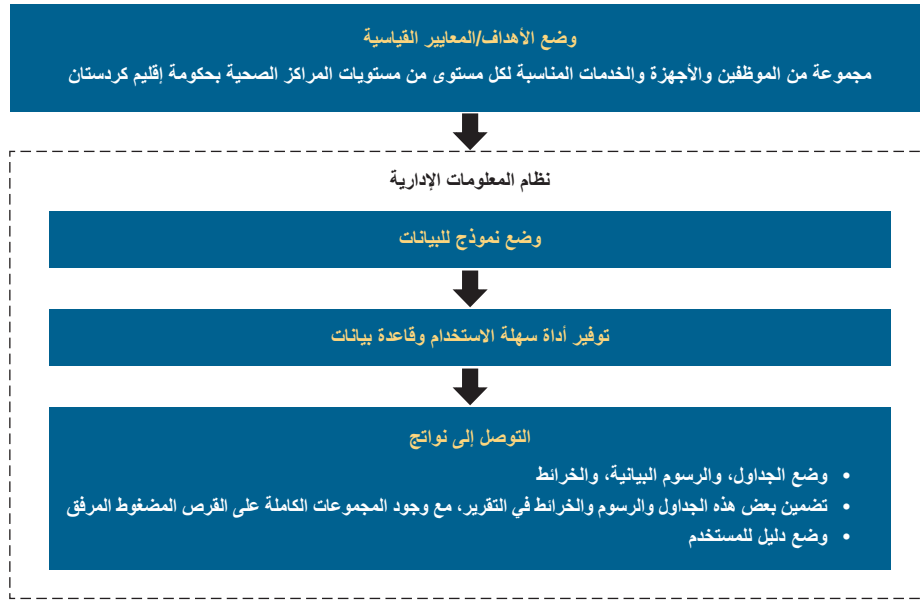 وضع الأهداف/المعايير القياسية
مجموعة من الموظفين والأجهزة والخدمات المناسبة لكل مستوى من مستويات المراكز الصحية بحكومة إقليم كردستان
نظام المعلومات الإدارية
وضع نموذج للبيانات
توفير أداة سهلة الاستخدام وقاعدة بيانات
التوصل إلى نواتج
• وضع الجداول، والرسوم البيانية، والخرائط
• تضمين بعض هذه الجداول والرسوم والخرائط في التقرير، مع وجود المجموعات الكاملة على القرص المضغوط المرفق
• وضع دليل للمستخدم